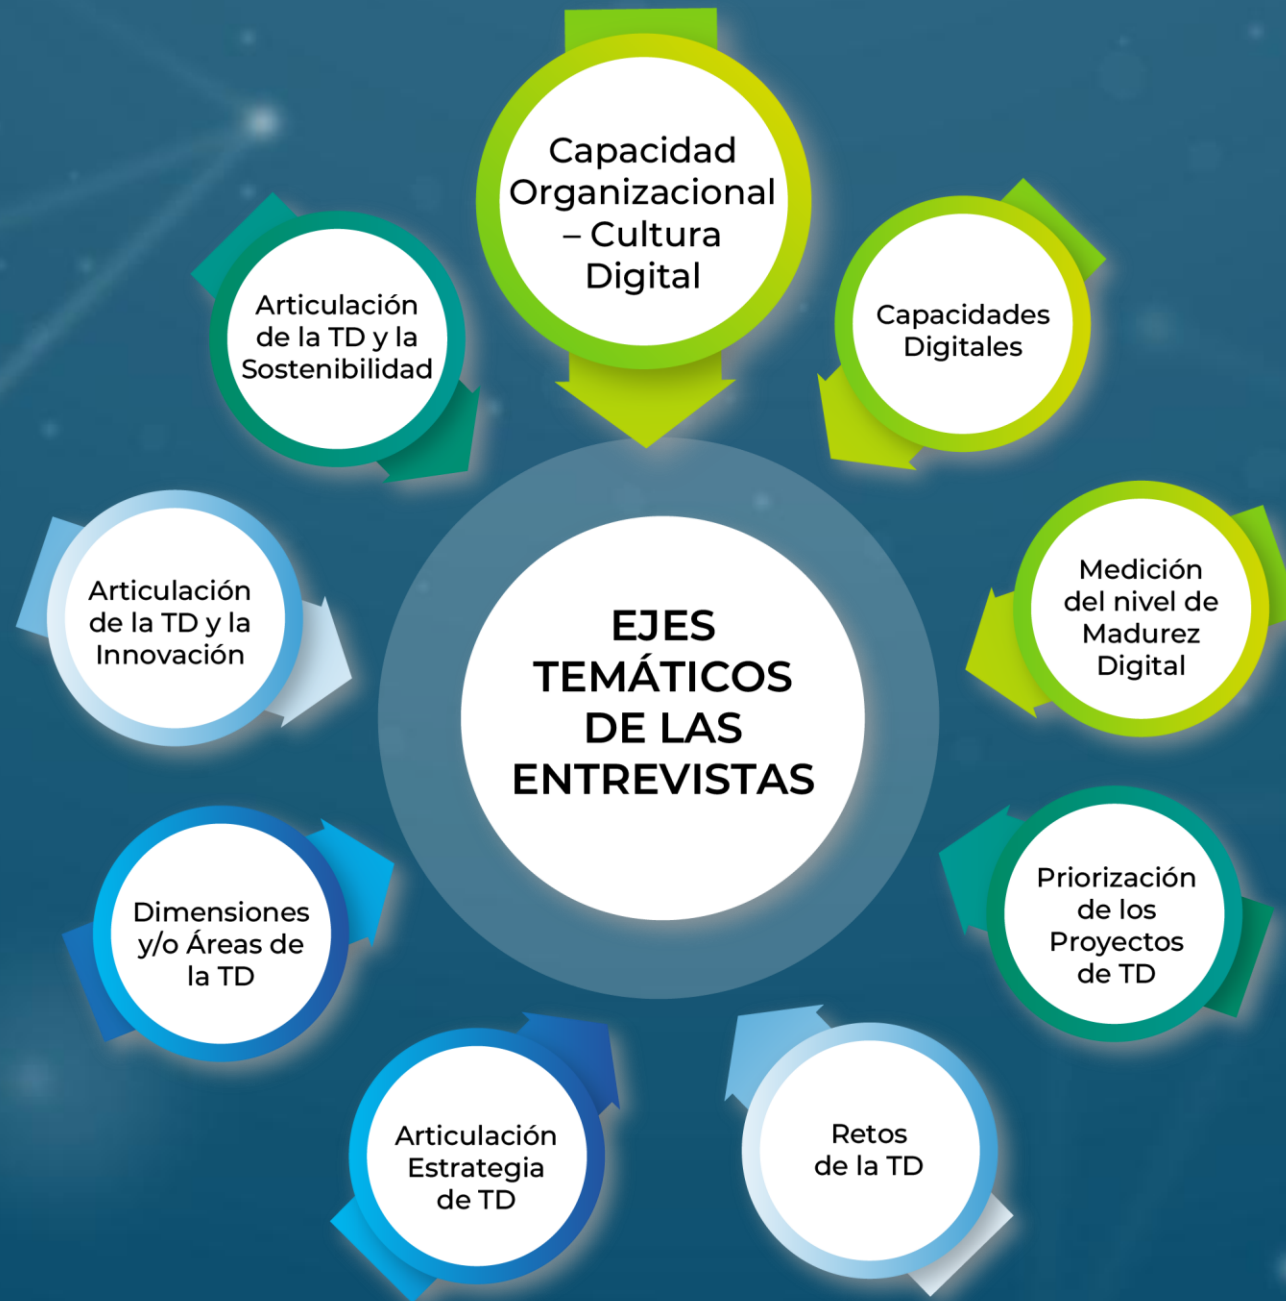 Capacidad
Organizacional
– Cultura
Digital
Capacidades
Digitales
Medición
del nivel de
Madurez
Digital
Priorización
de los
Proyectos
de TD
Retos
de la TD
Articulación
Estrategia
de TD
Dimensiones
y/o Áreas de
la TD
Articulación
de la TD y la
Innovación
Articulación
de la TD y la
Sostenibilidad
EJES
TEMÁTICOS
DE LAS
ENTREVISTAS